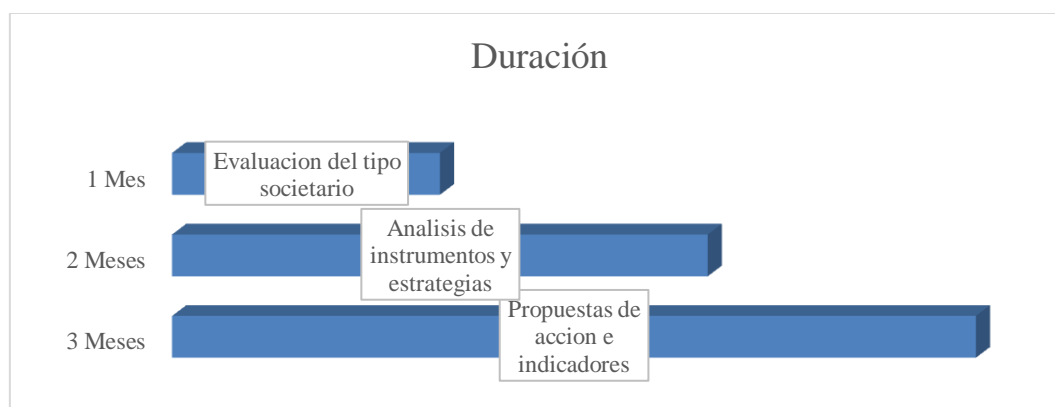 Duración
1 Mes
Evaluacion del tipo
societario
2 Meses
Analisis de
instrumentos y
estrategias
3 Meses
Propuestas de
accion e
indicadores